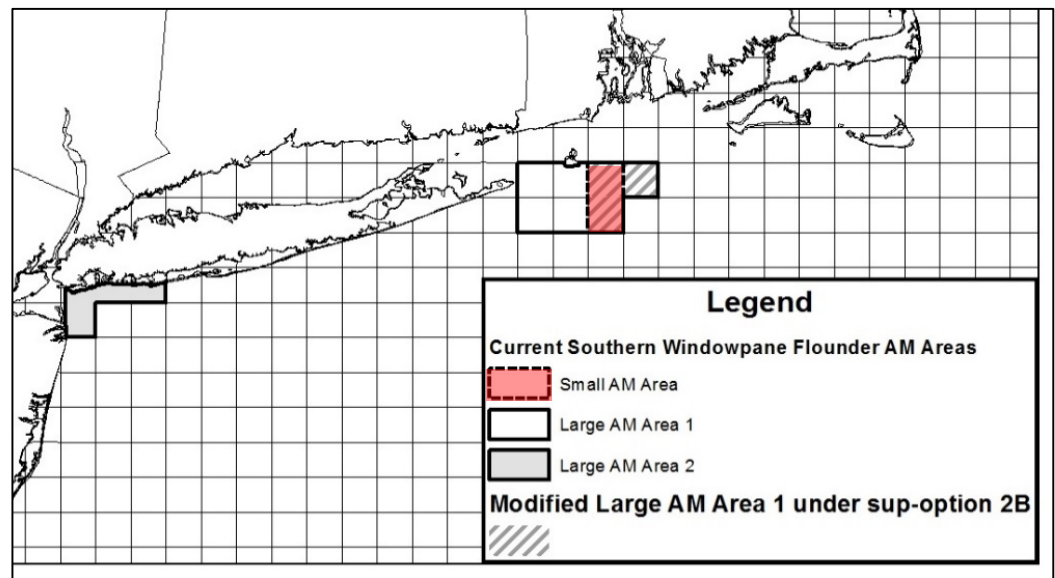 Legend
Current Southern Windowpane Flounder AM Areas
Small AM Area
Large AM Area 1
Large AM Area 2
Modified Large AM Area 1 under sup-option 2B